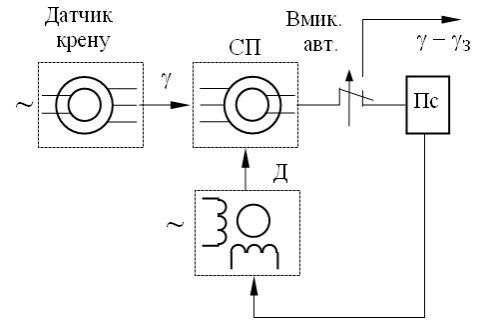 Датчик
крену
СП
Вмик.
авт.
γ
γ – γз
Пс
~
Д
~